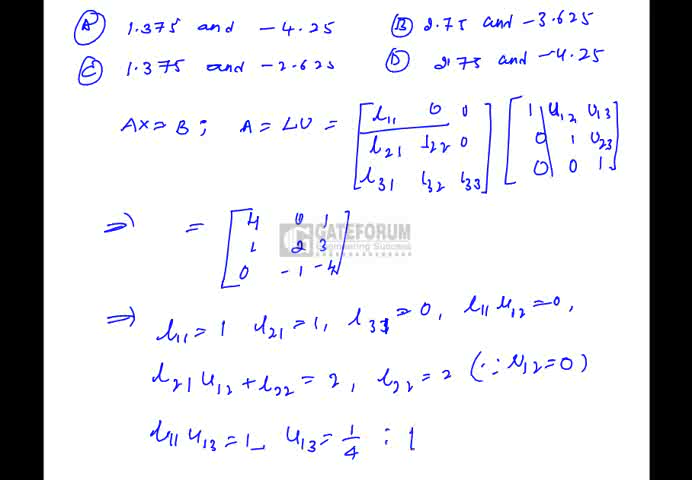 (A) 1.375 and -4.25 (B) 2.75 and -3.625
(C) 1.375 and -2.625 (D) 2.75 and -4.25
AX = B ; A = LU = [ l11 0 0 [ 1 u12 u13
l21 l22 0 0 1 u23
l31 l32 l33 ] 0 0 1 ]
⇒ = [ 4 0 1
1 2 3
0 -1 -4 ]
GATEFORUM
Engineering Success
⇒ l11 = 1 l21 = 1, l33 = 0, l11 u12 = 0,
l21 u12 + l22 = 2, l22 = 2 (∵ u12 = 0)
l11 u13 = 1, u13 = 1/4 ; l